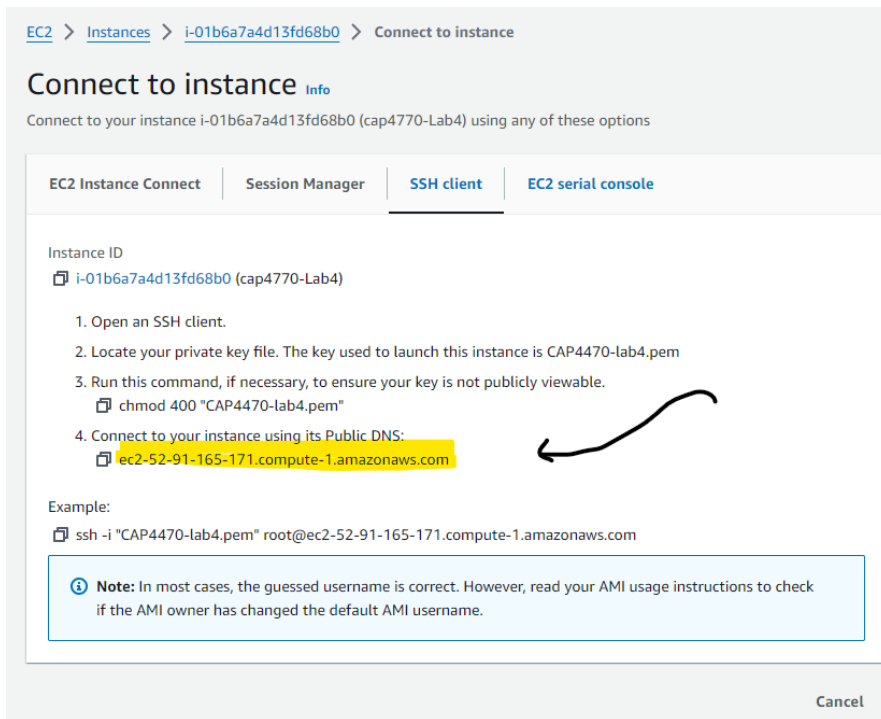 EC2 > Instances > i-01b6a7a4d13fd68b0 > Connect to instance
Connect to instance Info
Connect to your instance i-01b6a7a4d13fd68b0 (cap4770-Lab4) using any of these options
EC2 Instance Connect Session Manager SSH client EC2 serial console
Instance ID
i-01b6a7a4d13fd68b0 (cap4770-Lab4)
1. Open an SSH client.
2. Locate your private key file. The key used to launch this instance is CAP4470-lab4.pem
3. Run this command, if necessary, to ensure your key is not publicly viewable.
chmod 400 "CAP4470-lab4.pem"
4. Connect to your instance using its Public DNS:
ec2-52-91-165-171.compute-1.amazonaws.com
Example:
ssh -i "CAP4470-lab4.pem" root@ec2-52-91-165-171.compute-1.amazonaws.com
Note: In most cases, the guessed username is correct. However, read your AMI usage instructions to check
if the AMI owner has changed the default AMI username.
Cancel